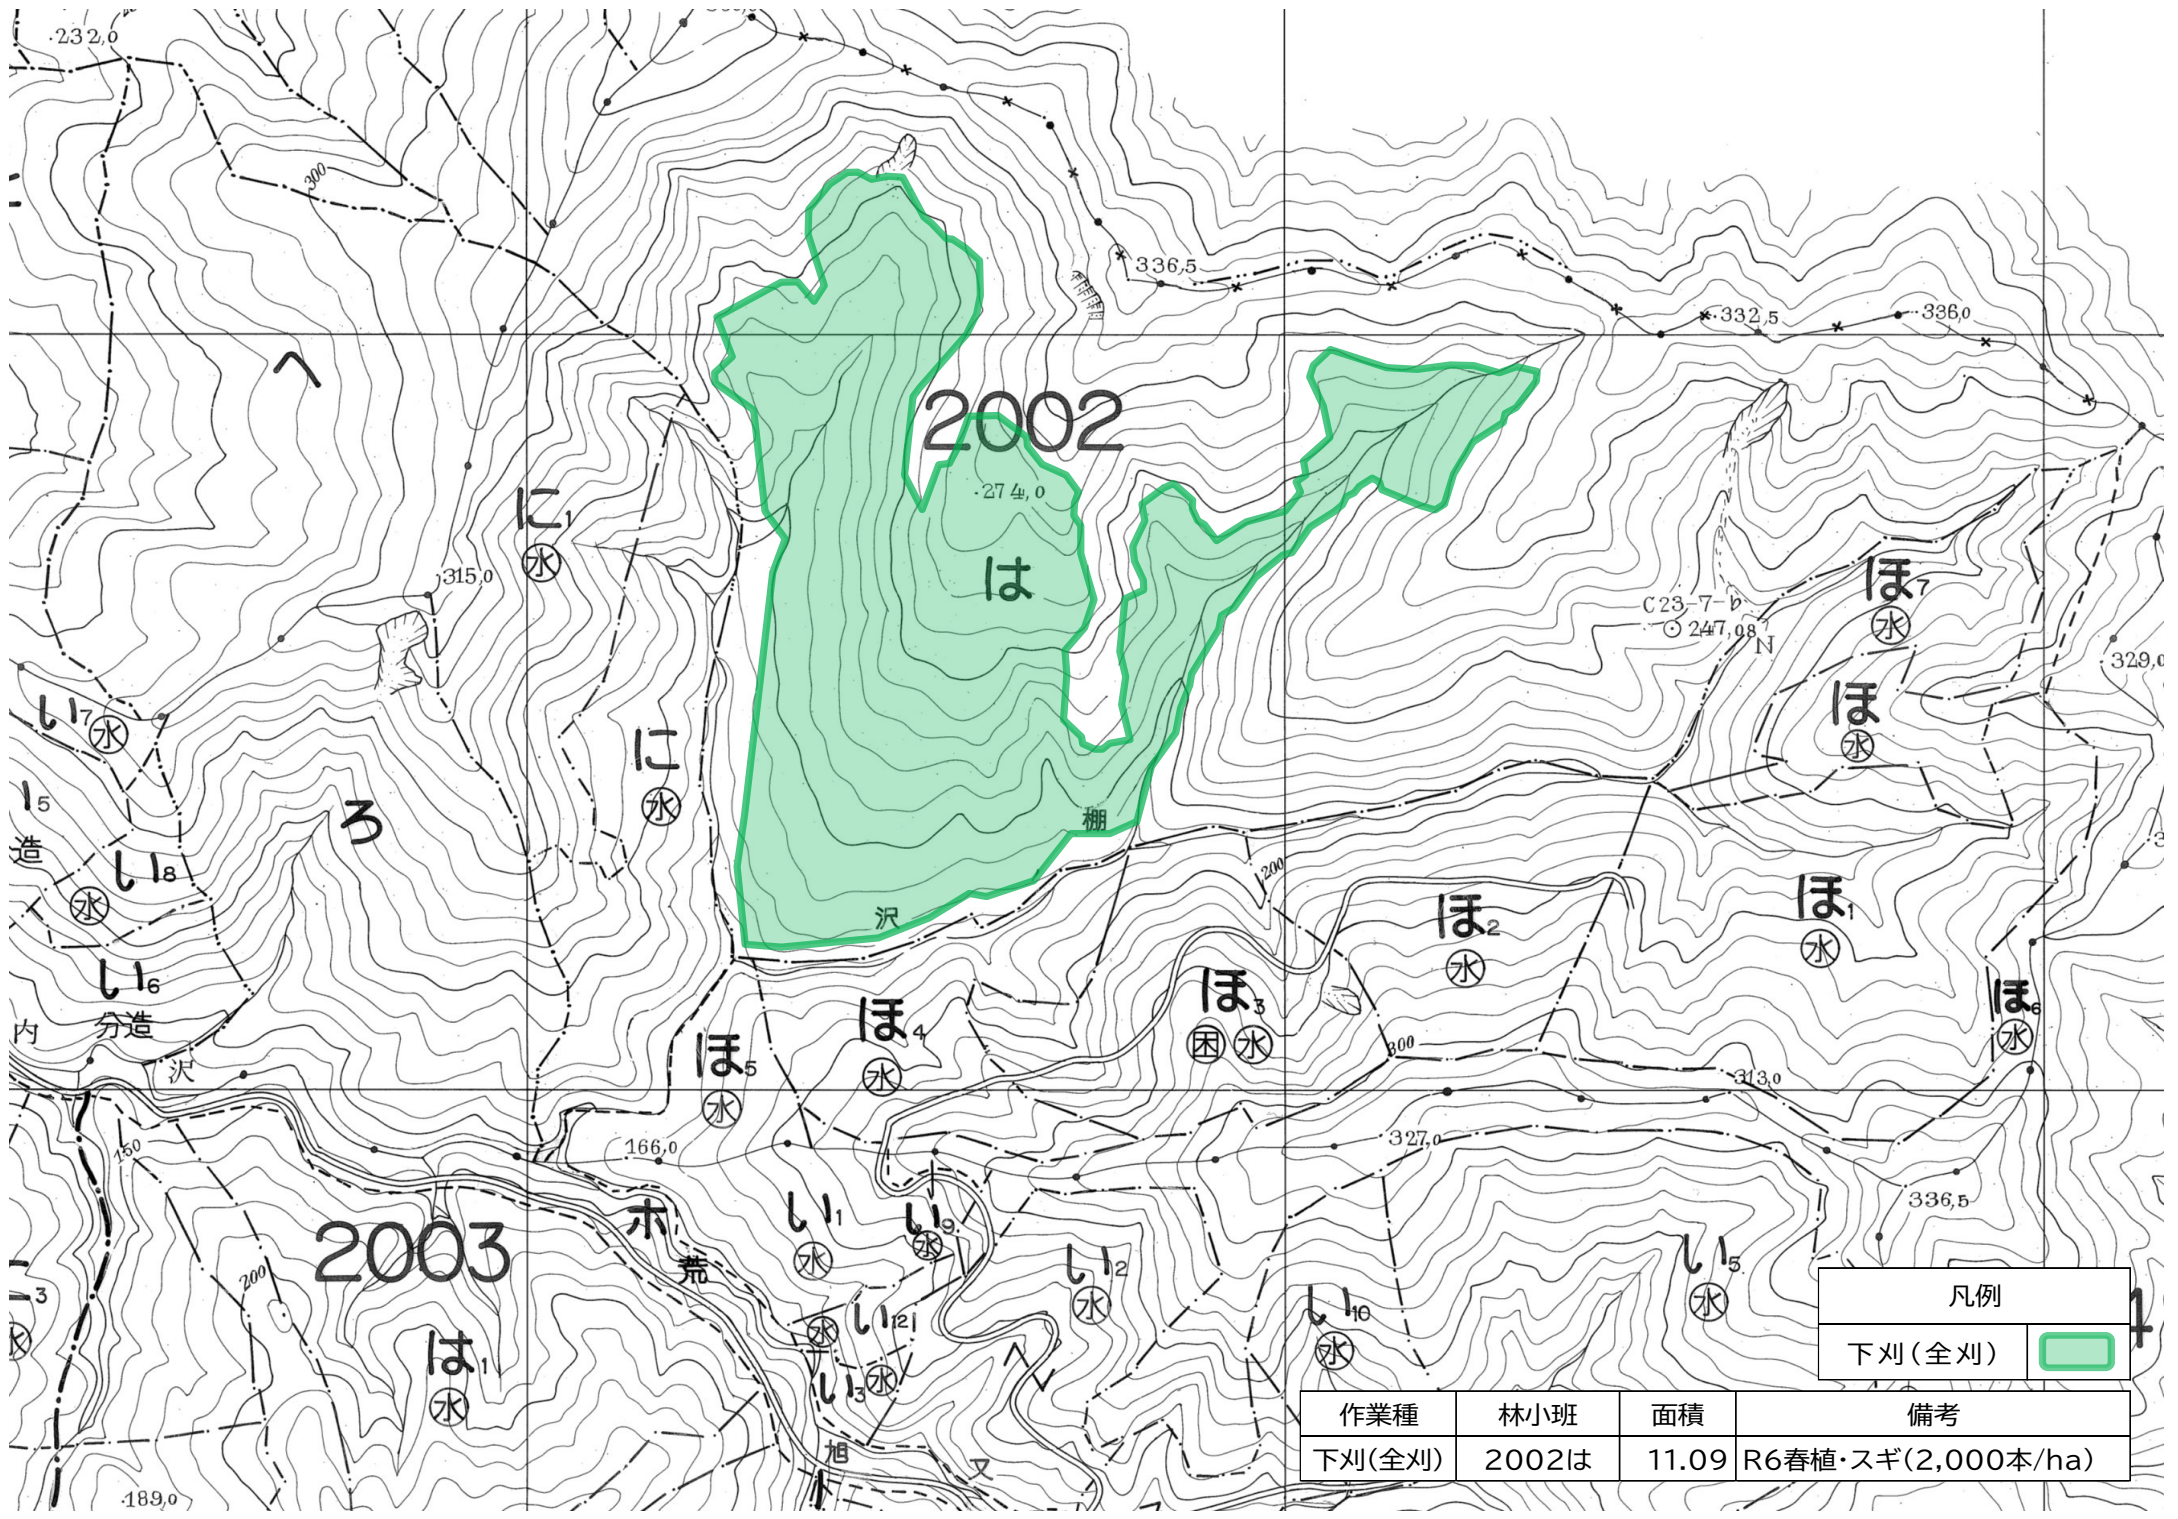 232,0
300
336,5
332,5
336,0
へ
2002
274,0
は
に1
水
315,0
ほ7
水
C23-7-b
247,08
N
329,0
い7
水
ほ
水
に
水
5
造
ろ
棚
い8
水
200
沢
ほ2
水
ほ1
水
い6
分造
内
沢
ほ5
水
ほ4
水
ほ3
困 水
ほ6
水
300
313,0
150
166,0
327,0
336,5
2003
200
ホ
荒
い1
水
い9
水
い2
水
い5
水
い10
水
3
水
は1
水
い12
水
水
い3
旭
又
189,0
凡例
下刈(全刈)
作業種 林小班 面積 備考
下刈(全刈) 2002は 11.09 R6春植・スギ(2,000本/ha)